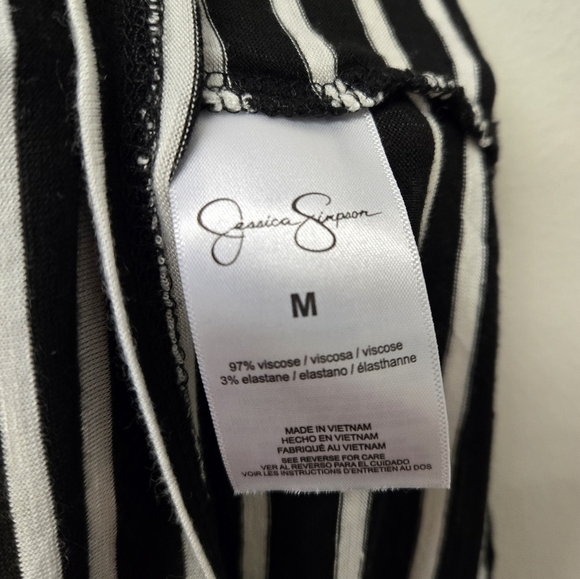 Jessica Simpson
M
97% viscose / viscosa / viscose
3% elastane / elastano / élasthanne
MADE IN VIETNAM
HECHO EN VIETNAM
FABRIQUÉ AU VIETNAM
SEE REVERSE FOR CARE
VER AL REVERSO PARA EL CUIDADO
VOIR LES INSTRUCTIONS D'ENTRETIEN AU DOS